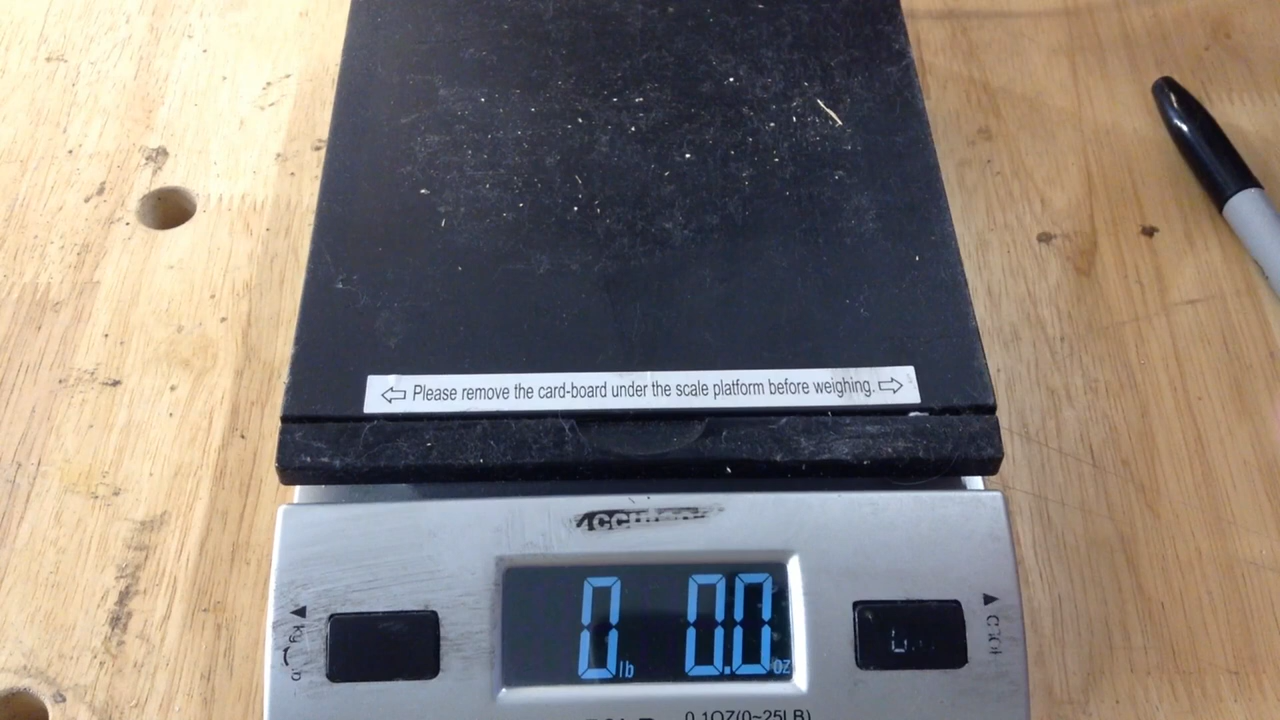 ⇦ Please remove the card-board under the scale platform before weighing. ⇨
0 lb 0.0 oz
0.1OZ(0~25LB)